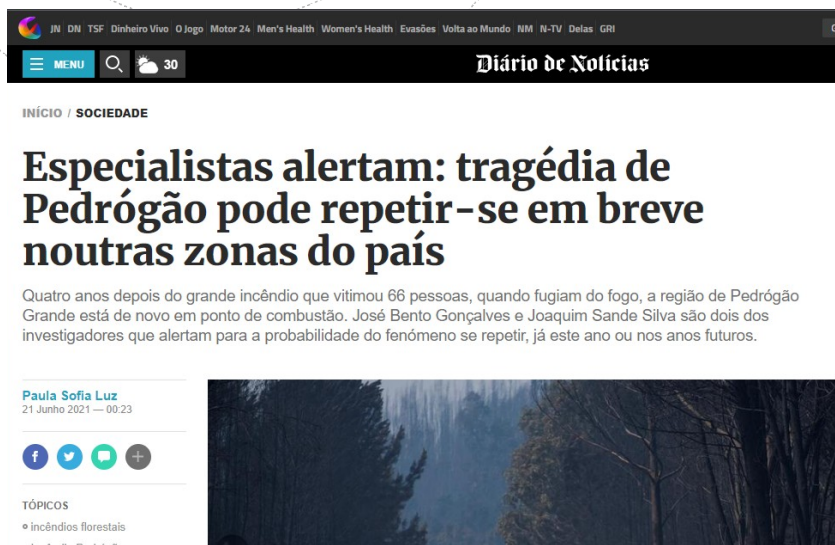 JN DN TSF Dinheiro Vivo O Jogo Motor 24 Men's Health Women's Health Evasões Volta ao Mundo NM N-TV Delas GRI
MENU 30 Diário de Notícias
INÍCIO / SOCIEDADE
Especialistas alertam: tragédia de
Pedrógão pode repetir-se em breve
noutras zonas do país
Quatro anos depois do grande incêndio que vitimou 66 pessoas, quando fugiam do fogo, a região de Pedrógão
Grande está de novo em ponto de combustão. José Bento Gonçalves e Joaquim Sande Silva são dois dos
investigadores que alertam para a probabilidade do fenómeno se repetir, já este ano ou nos anos futuros.
Paula Sofia Luz
21 Junho 2021 — 00:23
TÓPICOS
incêndios florestais